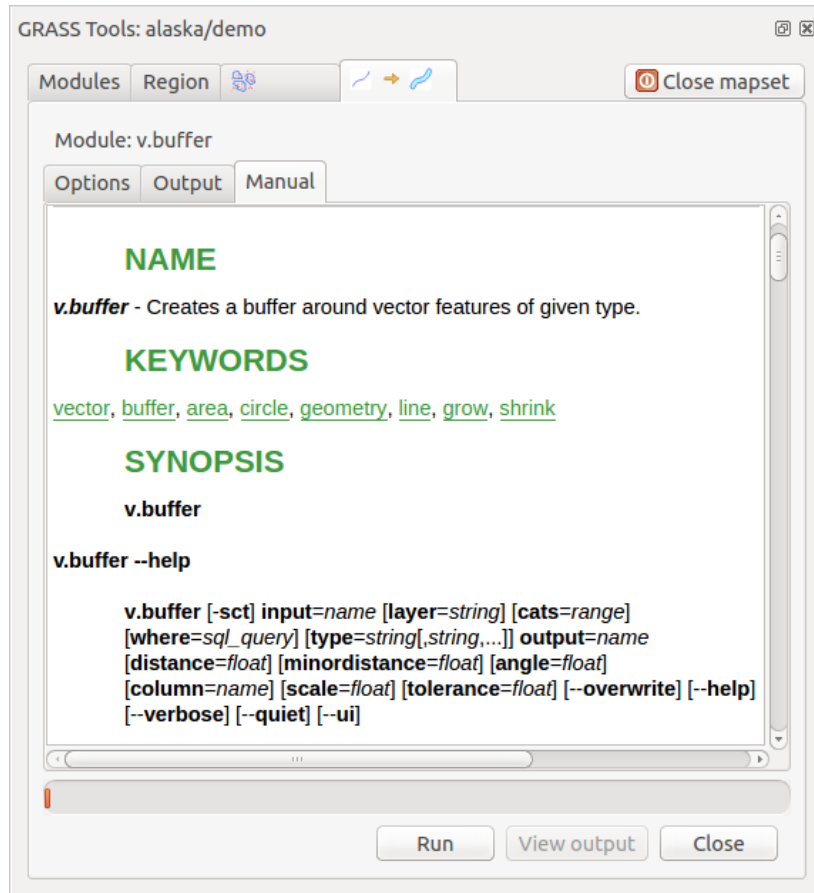 GRASS Tools: alaska/demo
Modules Region Close mapset
Module: v.buffer
Options Output Manual
NAME
v.buffer - Creates a buffer around vector features of given type.
KEYWORDS
vector, buffer, area, circle, geometry, line, grow, shrink
SYNOPSIS
v.buffer
v.buffer --help
v.buffer [-sct] input=name [layer=string] [cats=range]
[where=sql_query] [type=string[,string,...]] output=name
[distance=float] [minordistance=float] [angle=float]
[column=name] [scale=float] [tolerance=float] [--overwrite] [--help]
[--verbose] [--quiet] [--ui]
Run View output Close